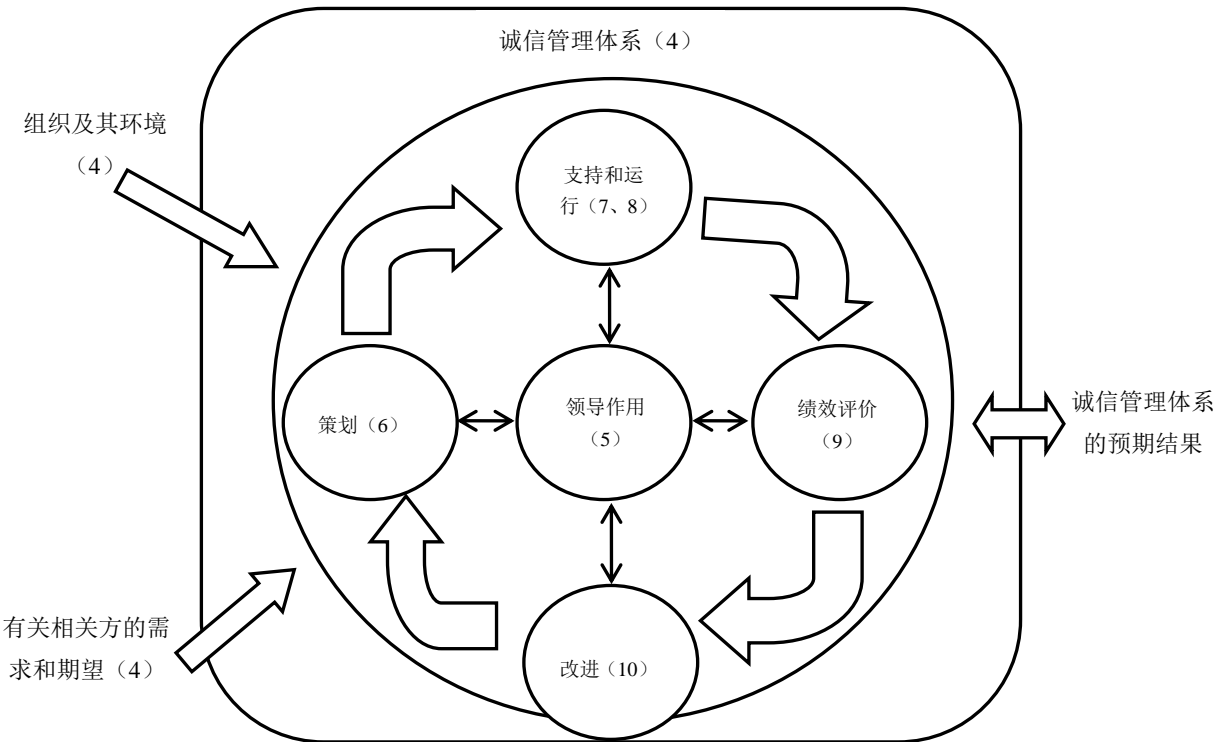 诚信管理体系（4）
组织及其环境
（4）
支持和运
行（7、8）
策划（6）
领导作用
（5）
绩效评价
（9）
诚信管理体系
的预期结果
有关相关方的需
求和期望（4）
改进（10）